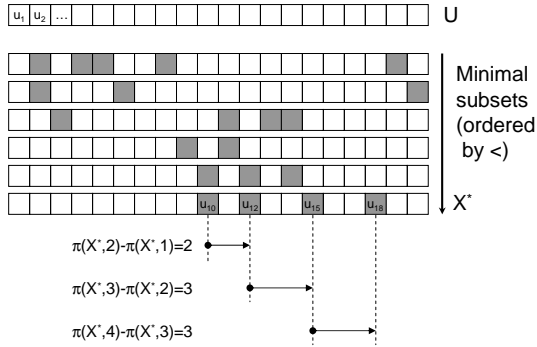 u₁ u₂ ... U
Minimal
subsets
(ordered
by <)
u₁₀ u₁₂ u₁₅ u₁₈ X*
π(X*,2)-π(X*,1)=2
π(X*,3)-π(X*,2)=3
π(X*,4)-π(X*,3)=3